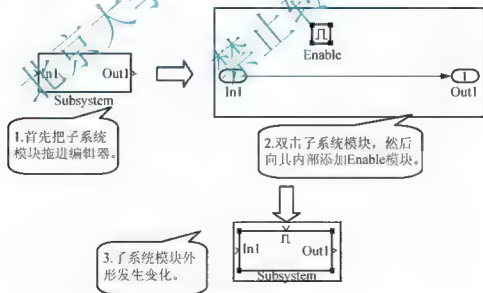 Enable
In1
Out1
In1
Out1
Subsystem
1.首先把子系统
模块拖进编辑器。
2.双击子系统模块，然后
向其内部添加Enable模块。
3.子系统模块外
形发生变化。
In1
Out1
Subsystem